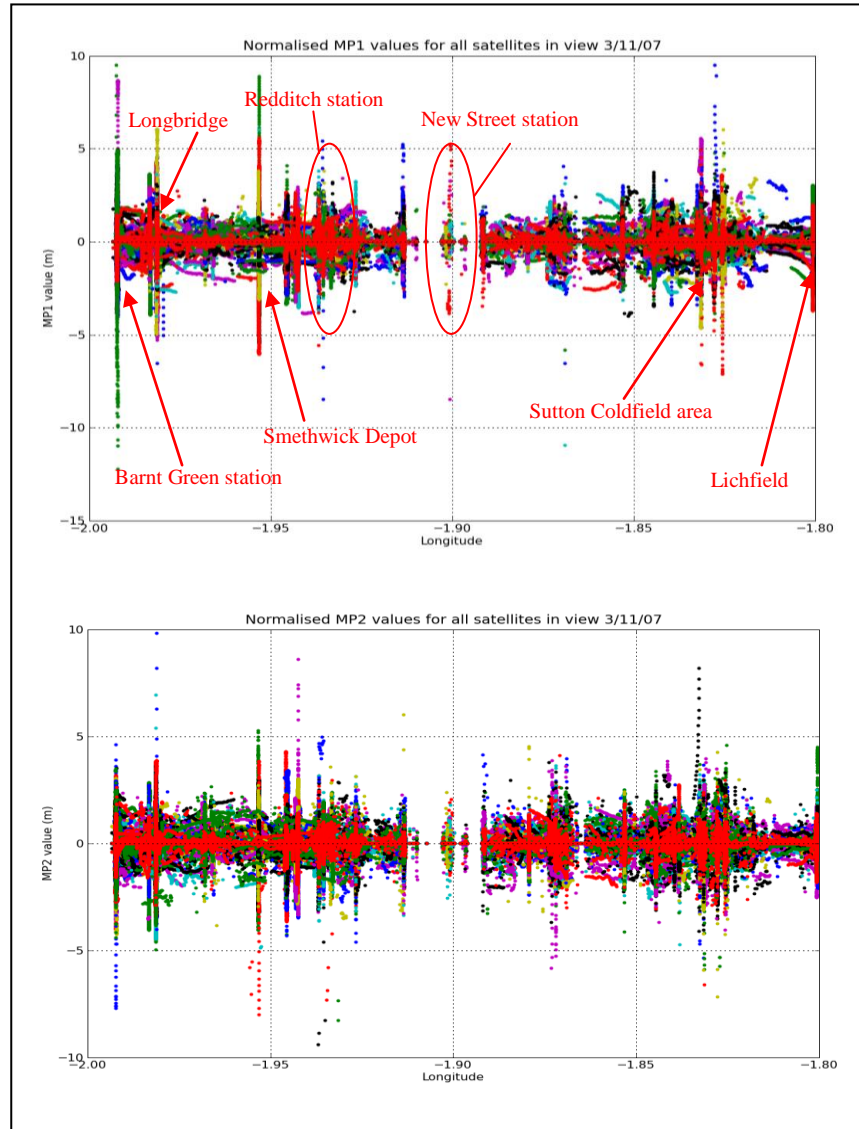 Normalised MP1 values for all satellites in view 3/11/07
10
5
0
−5
−10
−15
MP1 value (m)
Longbridge
Redditch station
New Street station
Smethwick Depot
Barnt Green station
Sutton Coldfield area
Lichfield
−2.00
−1.95
−1.90
−1.85
−1.80
Longitude
Normalised MP2 values for all satellites in view 3/11/07
10
5
0
−5
−10
MP2 value (m)
−2.00
−1.95
−1.90
−1.85
−1.80
Longitude